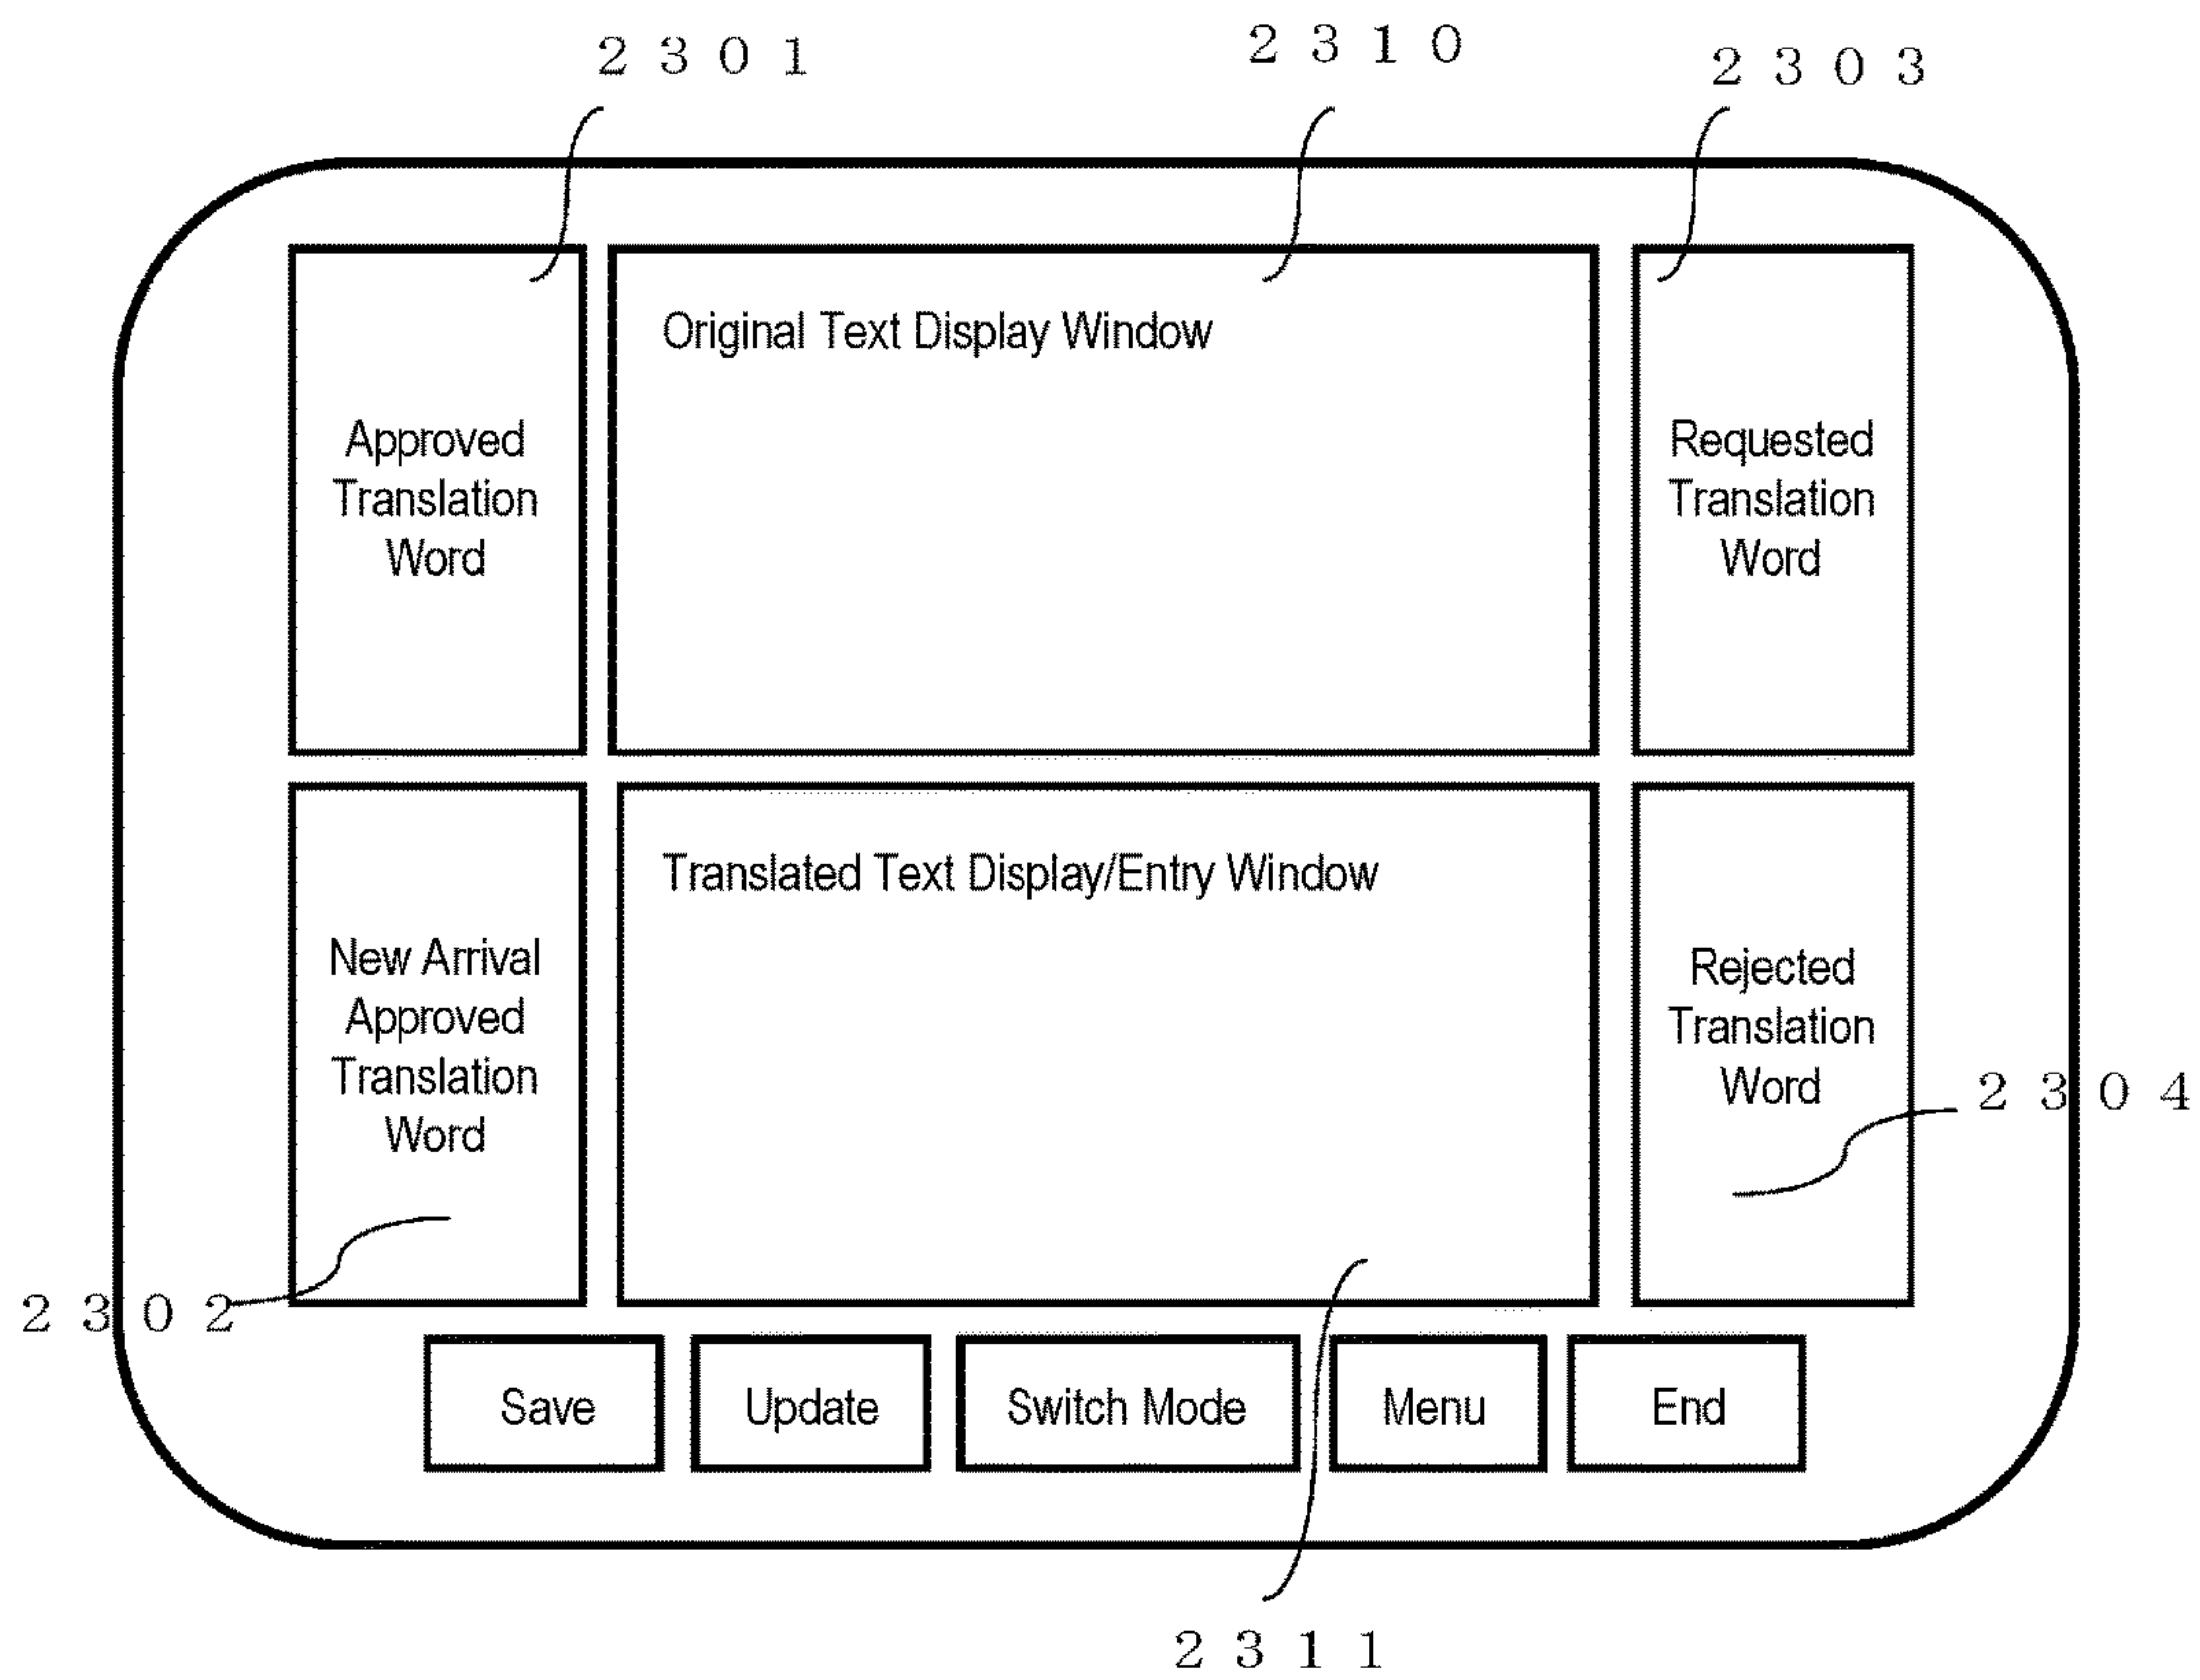 2301
2310
2303
Original Text Display Window
Approved
Translation
Word
Requested
Translation
Word
Translated Text Display/Entry Window
New Arrival
Approved
Translation
Word
Rejected
Translation
Word
2304
2302
Save
Update
Switch Mode
Menu
End
2311